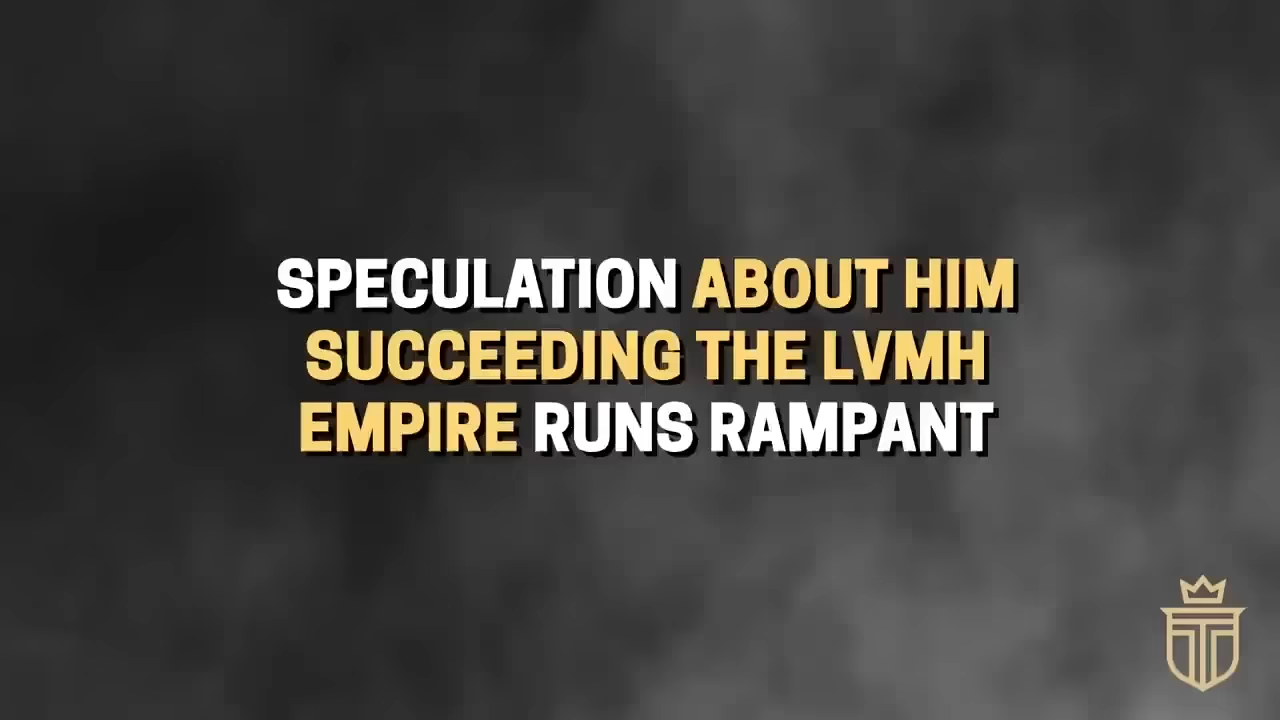 SPECULATION ABOUT HIM
SUCCEEDING THE LVMH
EMPIRE RUNS RAMPANT